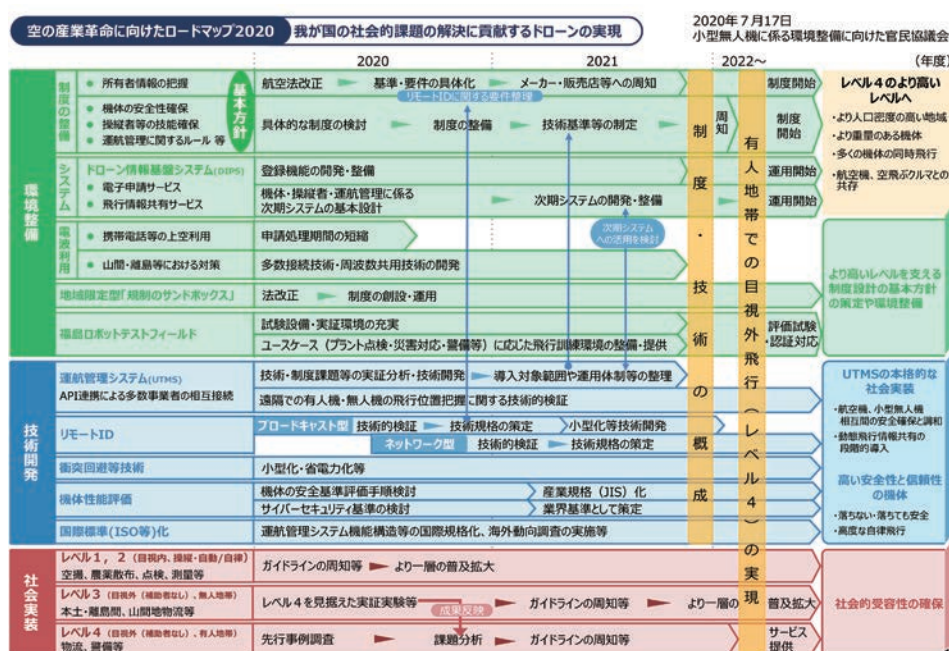 空の産業革命に向けたロードマップ2020
我が国の社会的課題の解決に貢献するドローンの実現
2020年7月17日
小型無人機に係る環境整備に向けた官民協議会
2020
2021
2022～
(年度)
環境整備
制度の整備
・所有者情報の把握
・機体の安全性確保
・操縦者等の技能確保
・運航管理に関するルール 等
基本方針
航空法改正
基準・要件の具体化
メーカー・販売店等への周知
制度開始
リモートIDに関する要件整理
具体的な制度の検討
制度の整備
技術基準等の制定
周知
制度開始
システム
ドローン情報基盤システム(DIPS)
・電子申請サービス
・飛行情報共有サービス
登録機能の開発・整備
運用開始
機体・操縦者・運航管理に係る
次期システムの基本設計
次期システムの開発・整備
運用開始
電波利用
・携帯電話等の上空利用
申請処理期間の短縮
次期システム
への活用を検討
・山間・離島等における対策
多数接続技術・周波数共用技術の開発
地域限定型「規制のサンドボックス」
法改正
制度の創設・運用
福島ロボットテストフィールド
試験設備・実証環境の充実
ユースケース（プラント点検・災害対応・警備等）に応じた飛行訓練環境の整備・提供
評価試験
・認証対応
制度・技術の概成
有人地帯での目視外飛行（レベル4）の実現
レベル4のより高い
レベルへ
・より人口密度の高い地域
・より重量のある機体
・多くの機体の同時飛行
・航空機、空飛ぶクルマとの
共存
より高いレベルを支える
制度設計の基本方針
の策定や環境整備
技術開発
運航管理システム(UTMS)
API連携による多数事業者の相互接続
技術・制度課題等の実証分析・技術開発
導入対象範囲や運用体制等の整理
遠隔での有人機・無人機の飛行位置把握に関する技術的検証
リモートID
ブロードキャスト型
技術的検証
技術規格の策定
小型化等技術開発
ネットワーク型
技術的検証
技術規格の策定
衝突回避等技術
小型化・省電力化等
機体性能評価
機体の安全基準評価手順検討
産業規格（JIS）化
サイバーセキュリティ基準の検討
業界基準として策定
国際標準(ISO等)化
運航管理システム機能構造等の国際規格化、海外動向調査の実施等
UTMSの本格的な
社会実装
・航空機、小型無人機
相互間の安全確保と調和
・動態飛行情報共有の
段階的導入
高い安全性と信頼性
の機体
・落ちない・落ちても安全
・高度な自律飛行
社会実装
レベル1，2（目視内、操縦・自動/自律）
空撮、農薬散布、点検、測量等
ガイドラインの周知等
より一層の普及拡大
レベル3（目視外（補助者なし）、無人地帯）
本土・離島間、山間地物流等
レベル4を見据えた実証実験等
成果反映
ガイドラインの周知等
より一層の
普及拡大
レベル4（目視外（補助者なし）、有人地帯）
物流、警備等
先行事例調査
課題分析
ガイドラインの周知等
サービス
提供
社会的受容性の確保